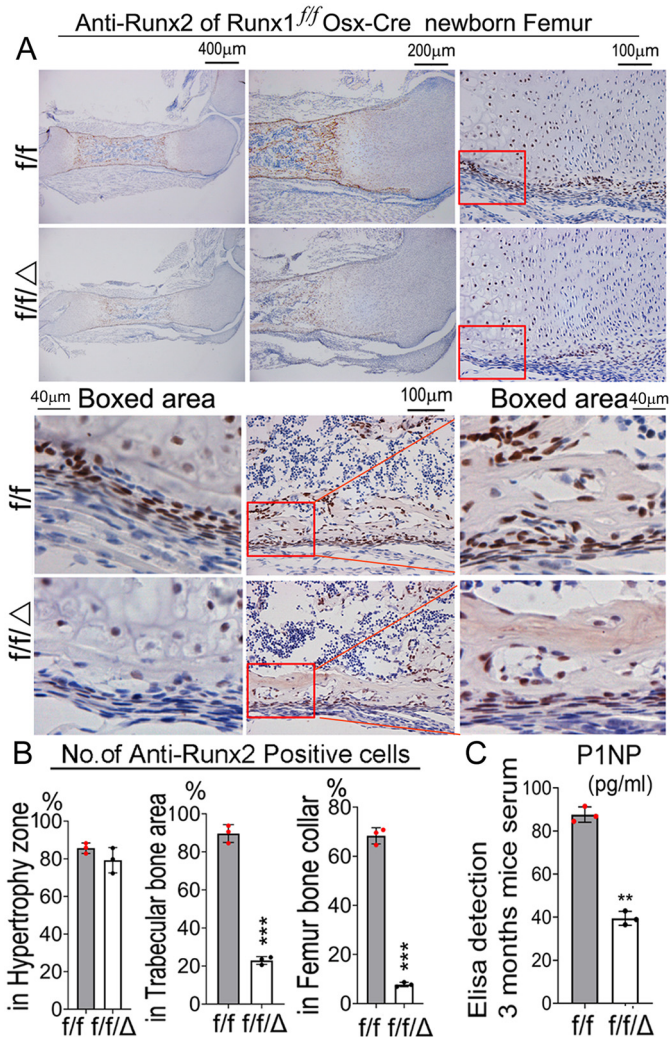 Anti-Runx2 of Runx1f/f Osx-Cre newborn Femur
A
400μm
200μm
100μm
f/f
f/f/Δ
40μm
Boxed area
100μm
Boxed area
40μm
f/f
f/f/Δ
B
No.of Anti-Runx2 Positive cells
%
in Hypertrophy zone
100
80
60
40
20
0
f/f
f/f/Δ
%
in Trabecular bone area
100
80
60
40
20
0
***
f/f
f/f/Δ
%
in Femur bone collar
80
60
40
20
0
***
f/f
f/f/Δ
C
P1NP
(pg/ml)
Elisa detection
3 months mice serum
100
80
60
40
20
0
**
f/f
f/f/Δ